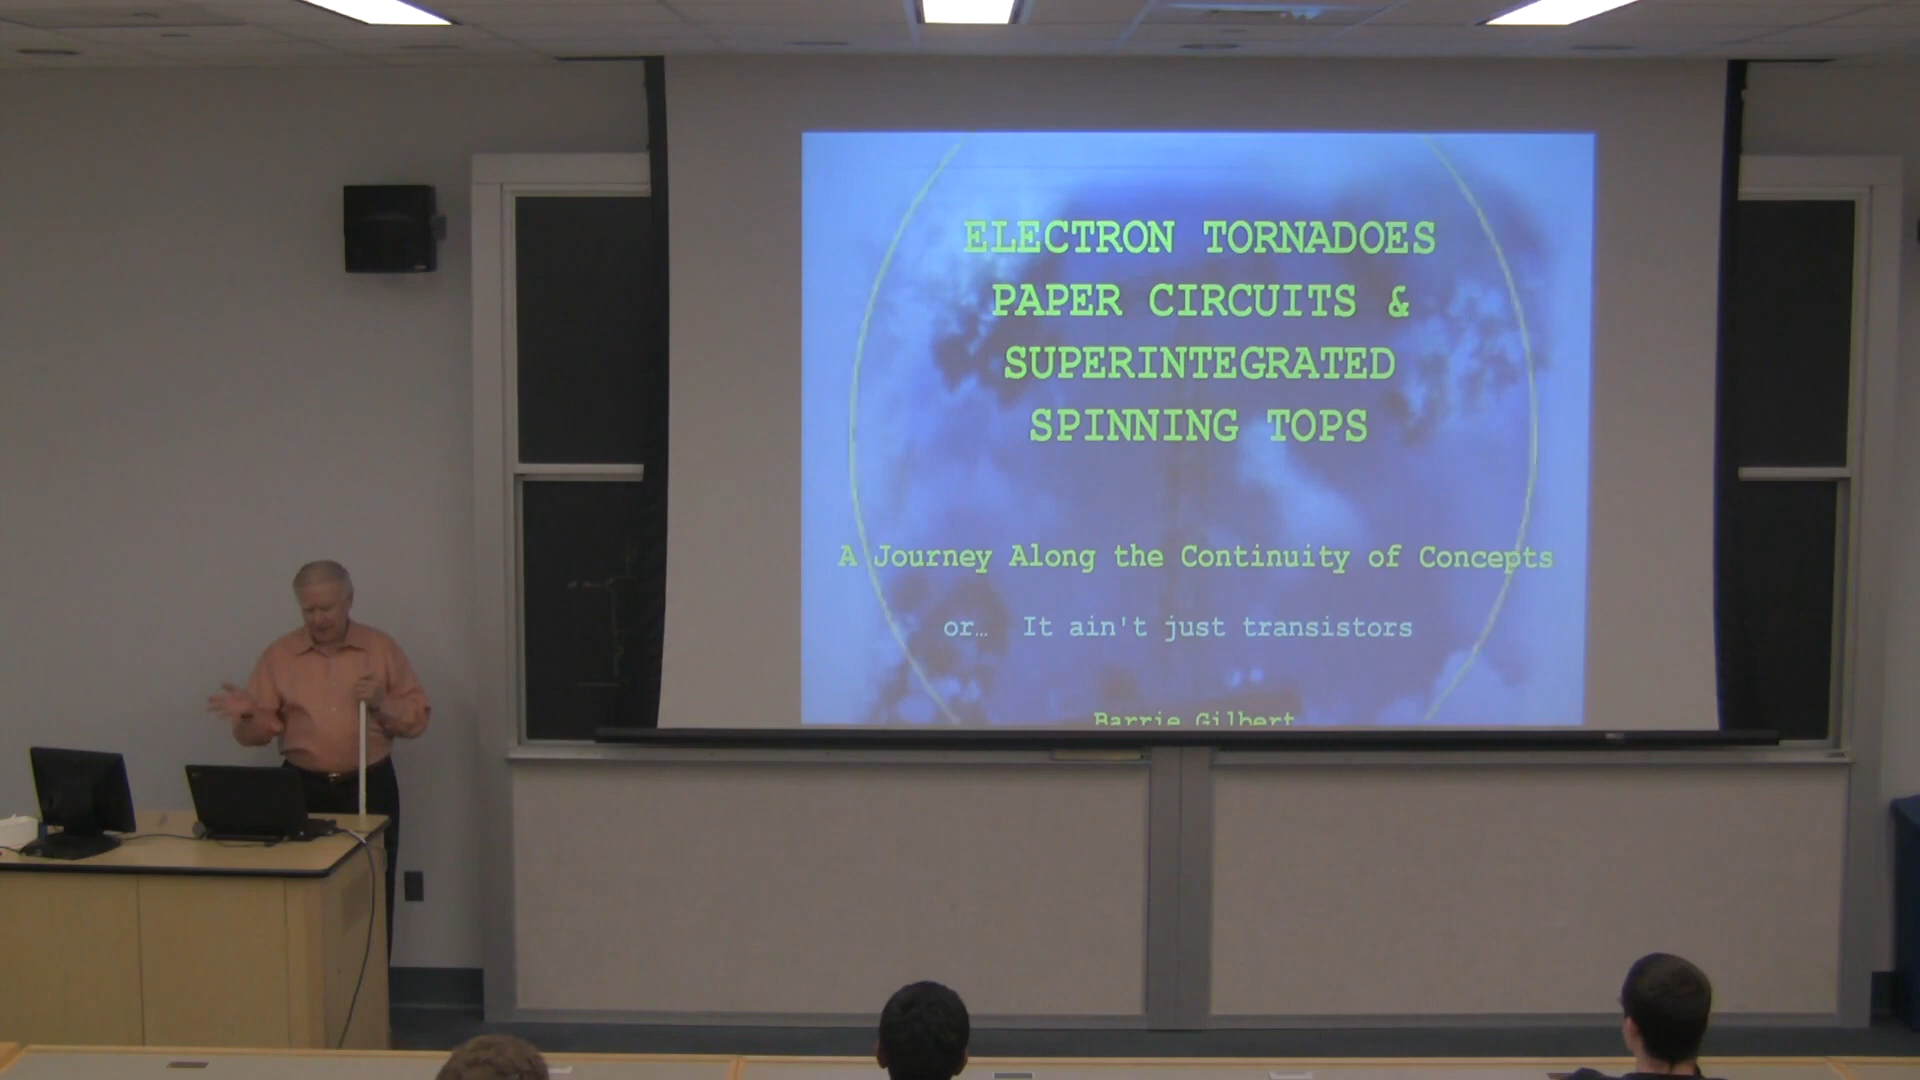 ELECTRON TORNADOES
PAPER CIRCUITS &
SUPERINTEGRATED
SPINNING TOPS
A Journey Along the Continuity of Concepts
or… It ain't just transistors
Barrie Gilbert